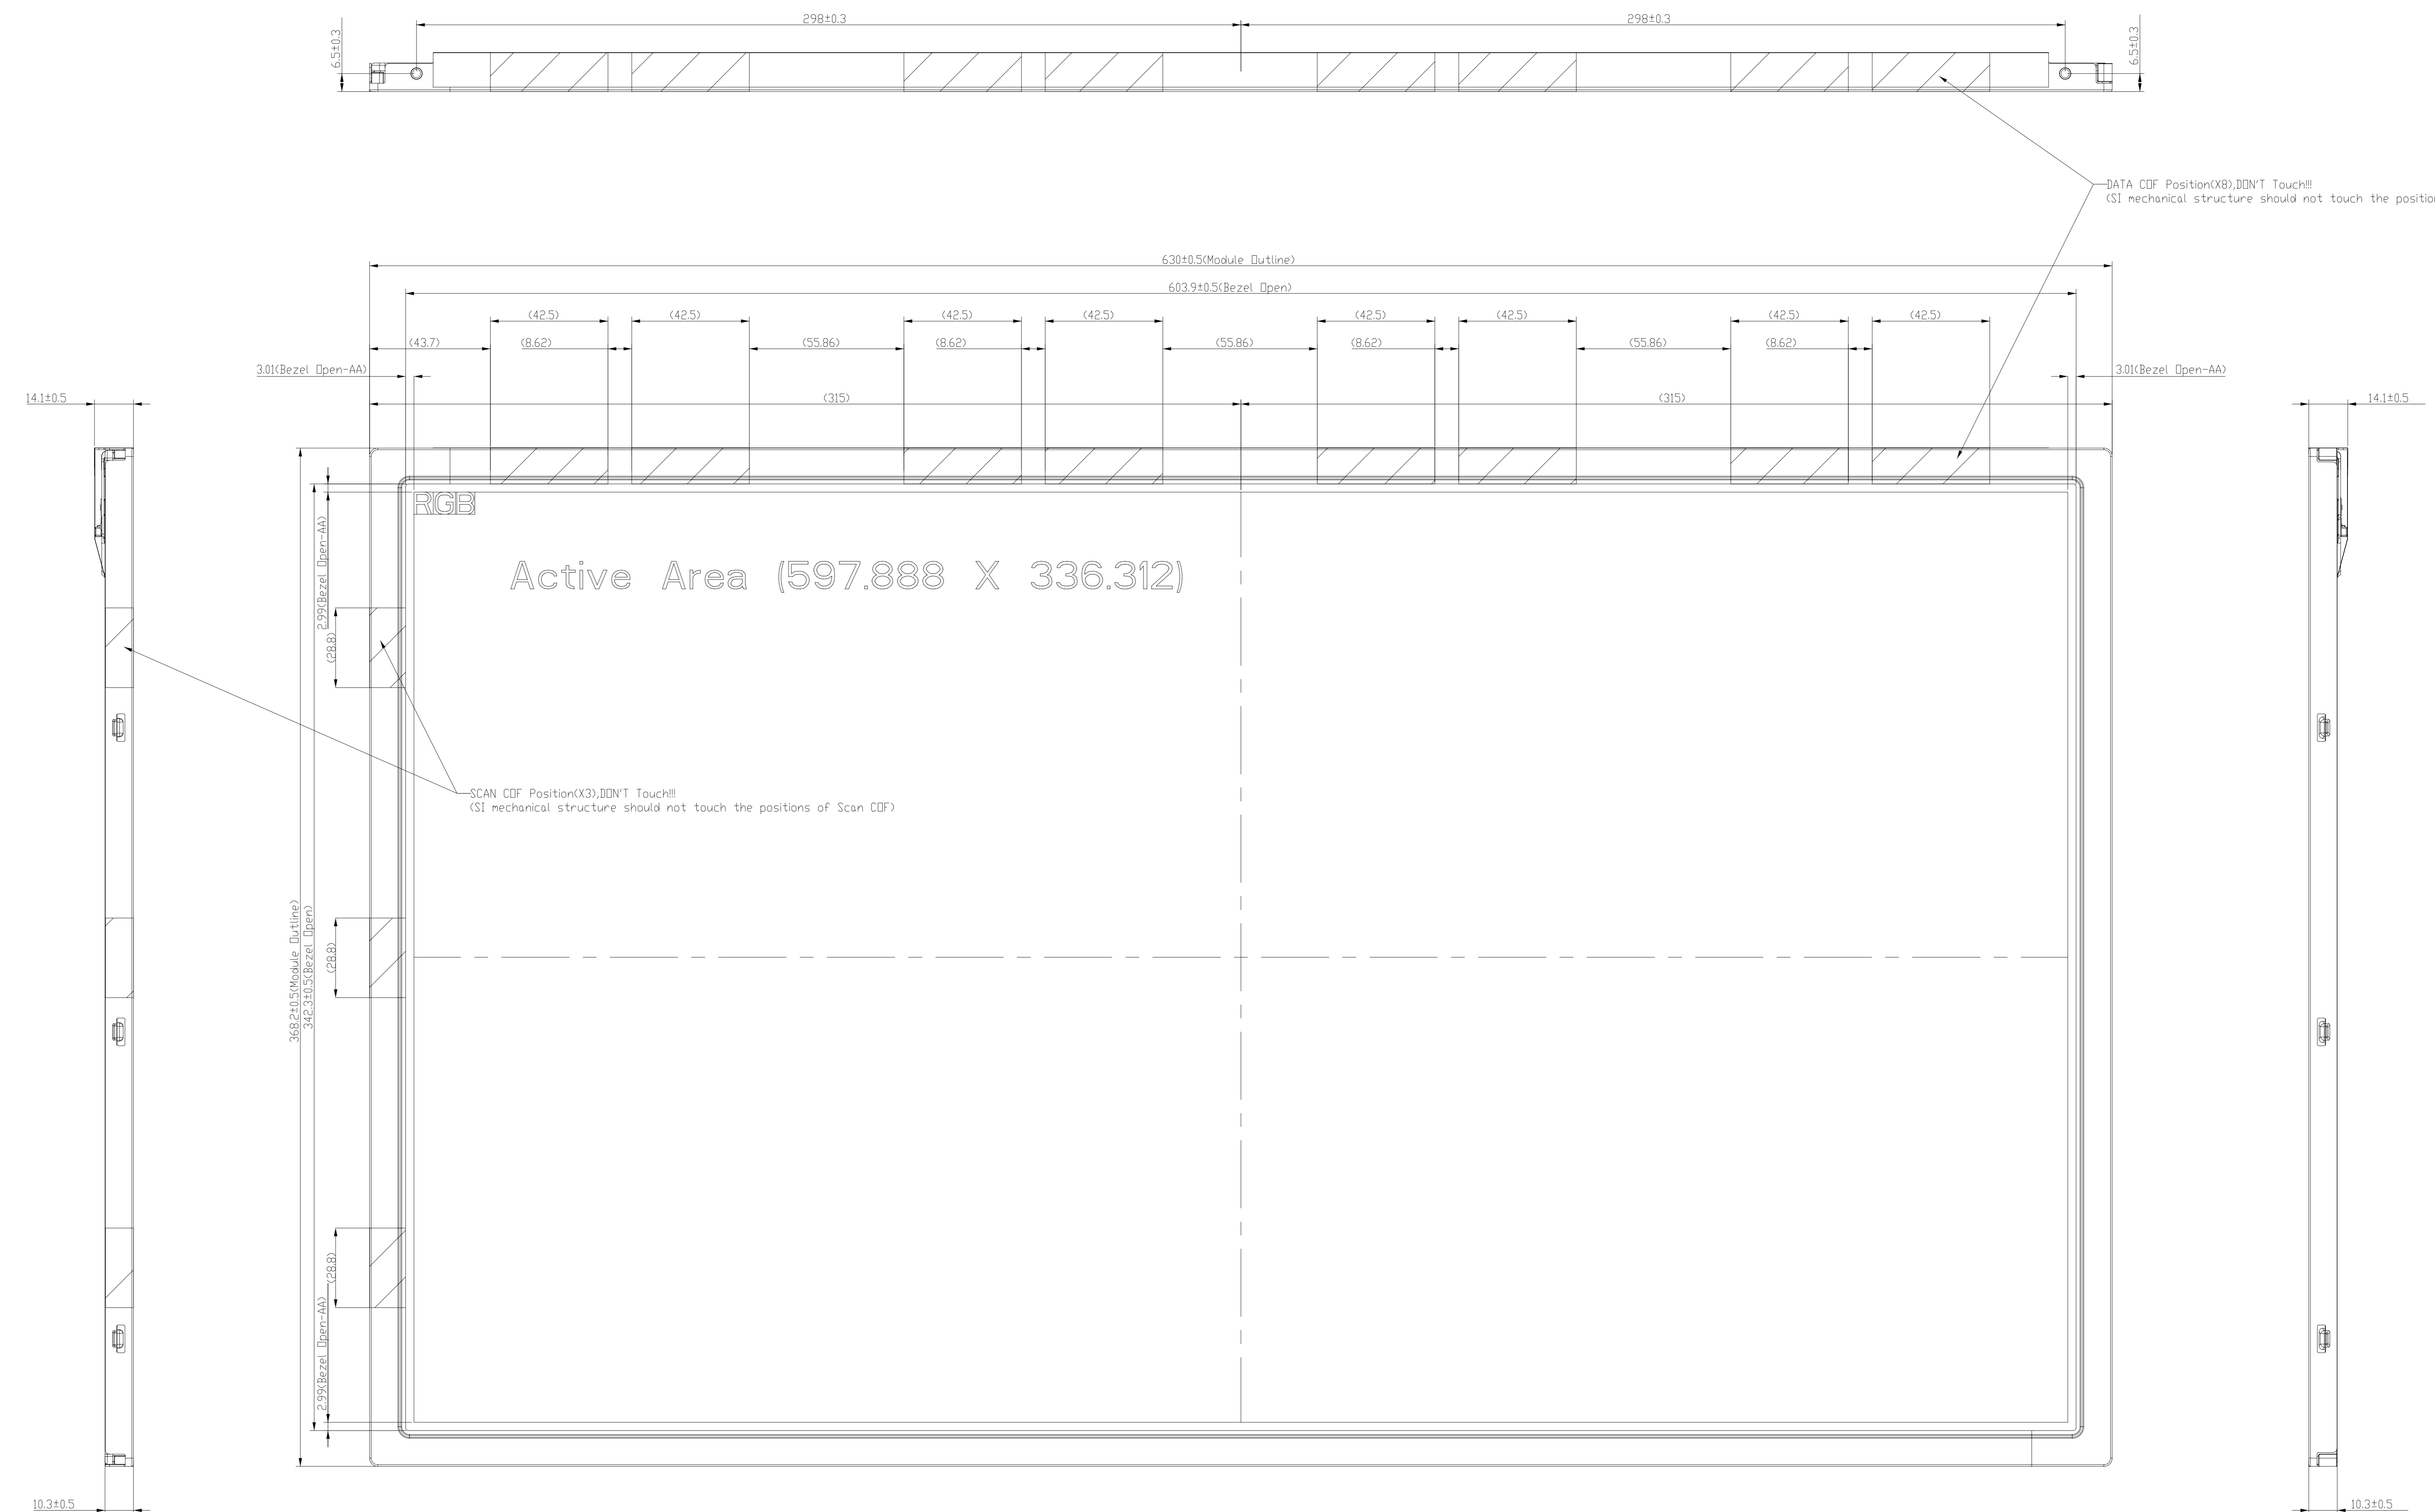 298±0.3
298±0.3
6.5±0.3
6.5±0.3
DATA COF Position(X8),DON'T Touch!!!
(SI mechanical structure should not touch the position
630±0.5(Module Outline)
603.9±0.5(Bezel Open)
(42.5) (42.5) (42.5) (42.5) (42.5) (42.5) (42.5) (42.5)
(43.7) (8.62) (55.86) (8.62) (55.86) (8.62) (55.86) (8.62)
3.01(Bezel Open-AA)
3.01(Bezel Open-AA)
14.1±0.5
(315)
(315)
14.1±0.5
RGB
Active Area (597.888 X 336.312)
2.99(Bezel Open-AA)
(28.8)
SCAN COF Position(X3),DON'T Touch!!!
(SI mechanical structure should not touch the positions of Scan COF)
368.2±0.5(Module Outline)
342.3±0.5(Bezel Open)
(28.8)
(28.8)
2.99(Bezel Open-AA)
10.3±0.5
10.3±0.5